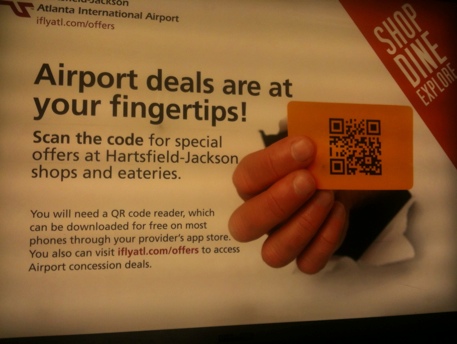 Atlanta International Airport
iflyatl.com/offers
SHOP
DINE
EXPLORE
Airport deals are at
your fingertips!
Scan the code for special
offers at Hartsfield-Jackson
shops and eateries.
You will need a QR code reader, which
can be downloaded for free on most
phones through your provider's app store.
You also can visit iflyatl.com/offers to access
Airport concession deals.